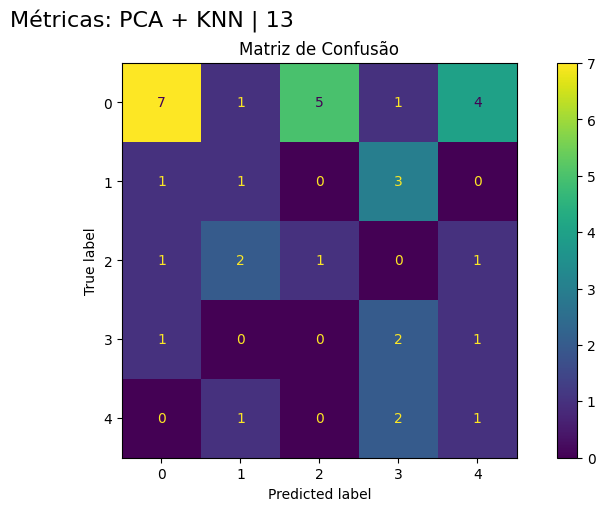 Métricas: PCA + KNN | 13
Matriz de Confusão
0 7 1 5 1 4
1 1 1 0 3 0
2 1 2 1 0 1
3 1 0 0 2 1
4 0 1 0 2 1
0 1 2 3 4
True label
Predicted label
7
6
5
4
3
2
1
0